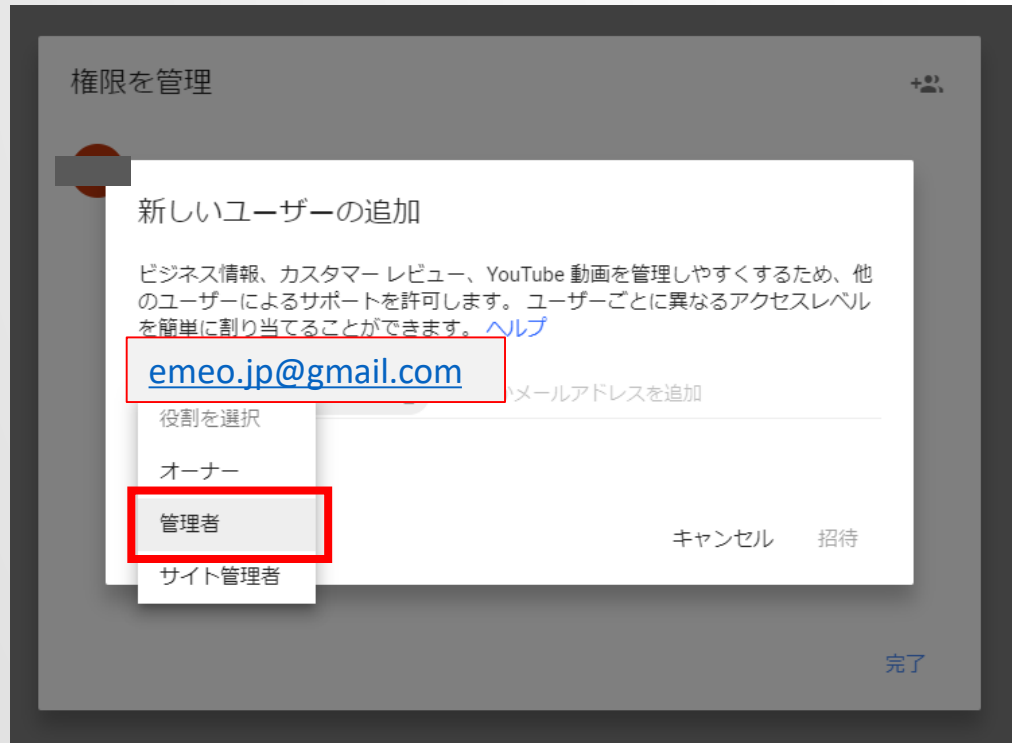 権限を管理
新しいユーザーの追加
ビジネス情報、カスタマー レビュー、YouTube 動画を管理しやすくするため、他
のユーザーによるサポートを許可します。 ユーザーごとに異なるアクセスレベル
を簡単に割り当てることができます。 ヘルプ
emeo.jp@gmail.com
メールアドレスを追加
役割を選択
オーナー
管理者
サイト管理者
キャンセル 招待
完了